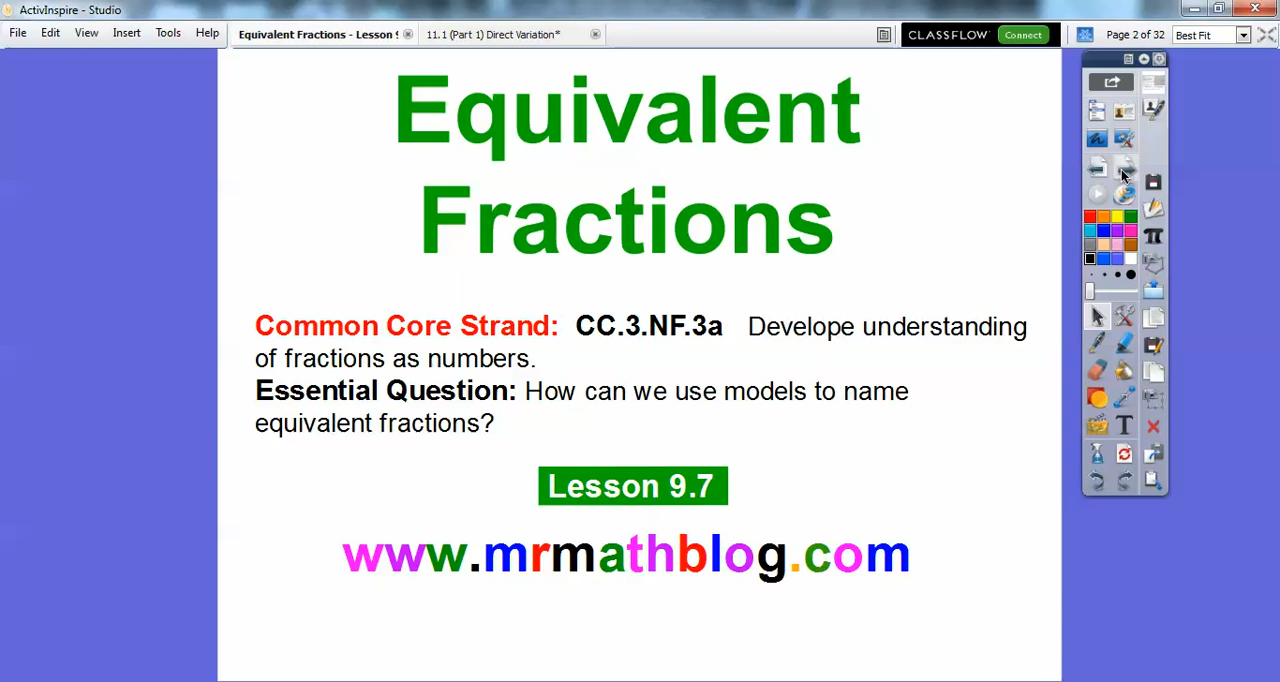 ActivInspire - Studio
File Edit View Insert Tools Help
Equivalent Fractions - Lesson 9
11.1 (Part 1) Direct Variation*
CLASSFLOW Connect
Page 2 of 32
Best Fit
Equivalent
Fractions
Common Core Strand: CC.3.NF.3a Develope understanding
of fractions as numbers.
Essential Question: How can we use models to name
equivalent fractions?
Lesson 9.7
www.mrmathblog.com